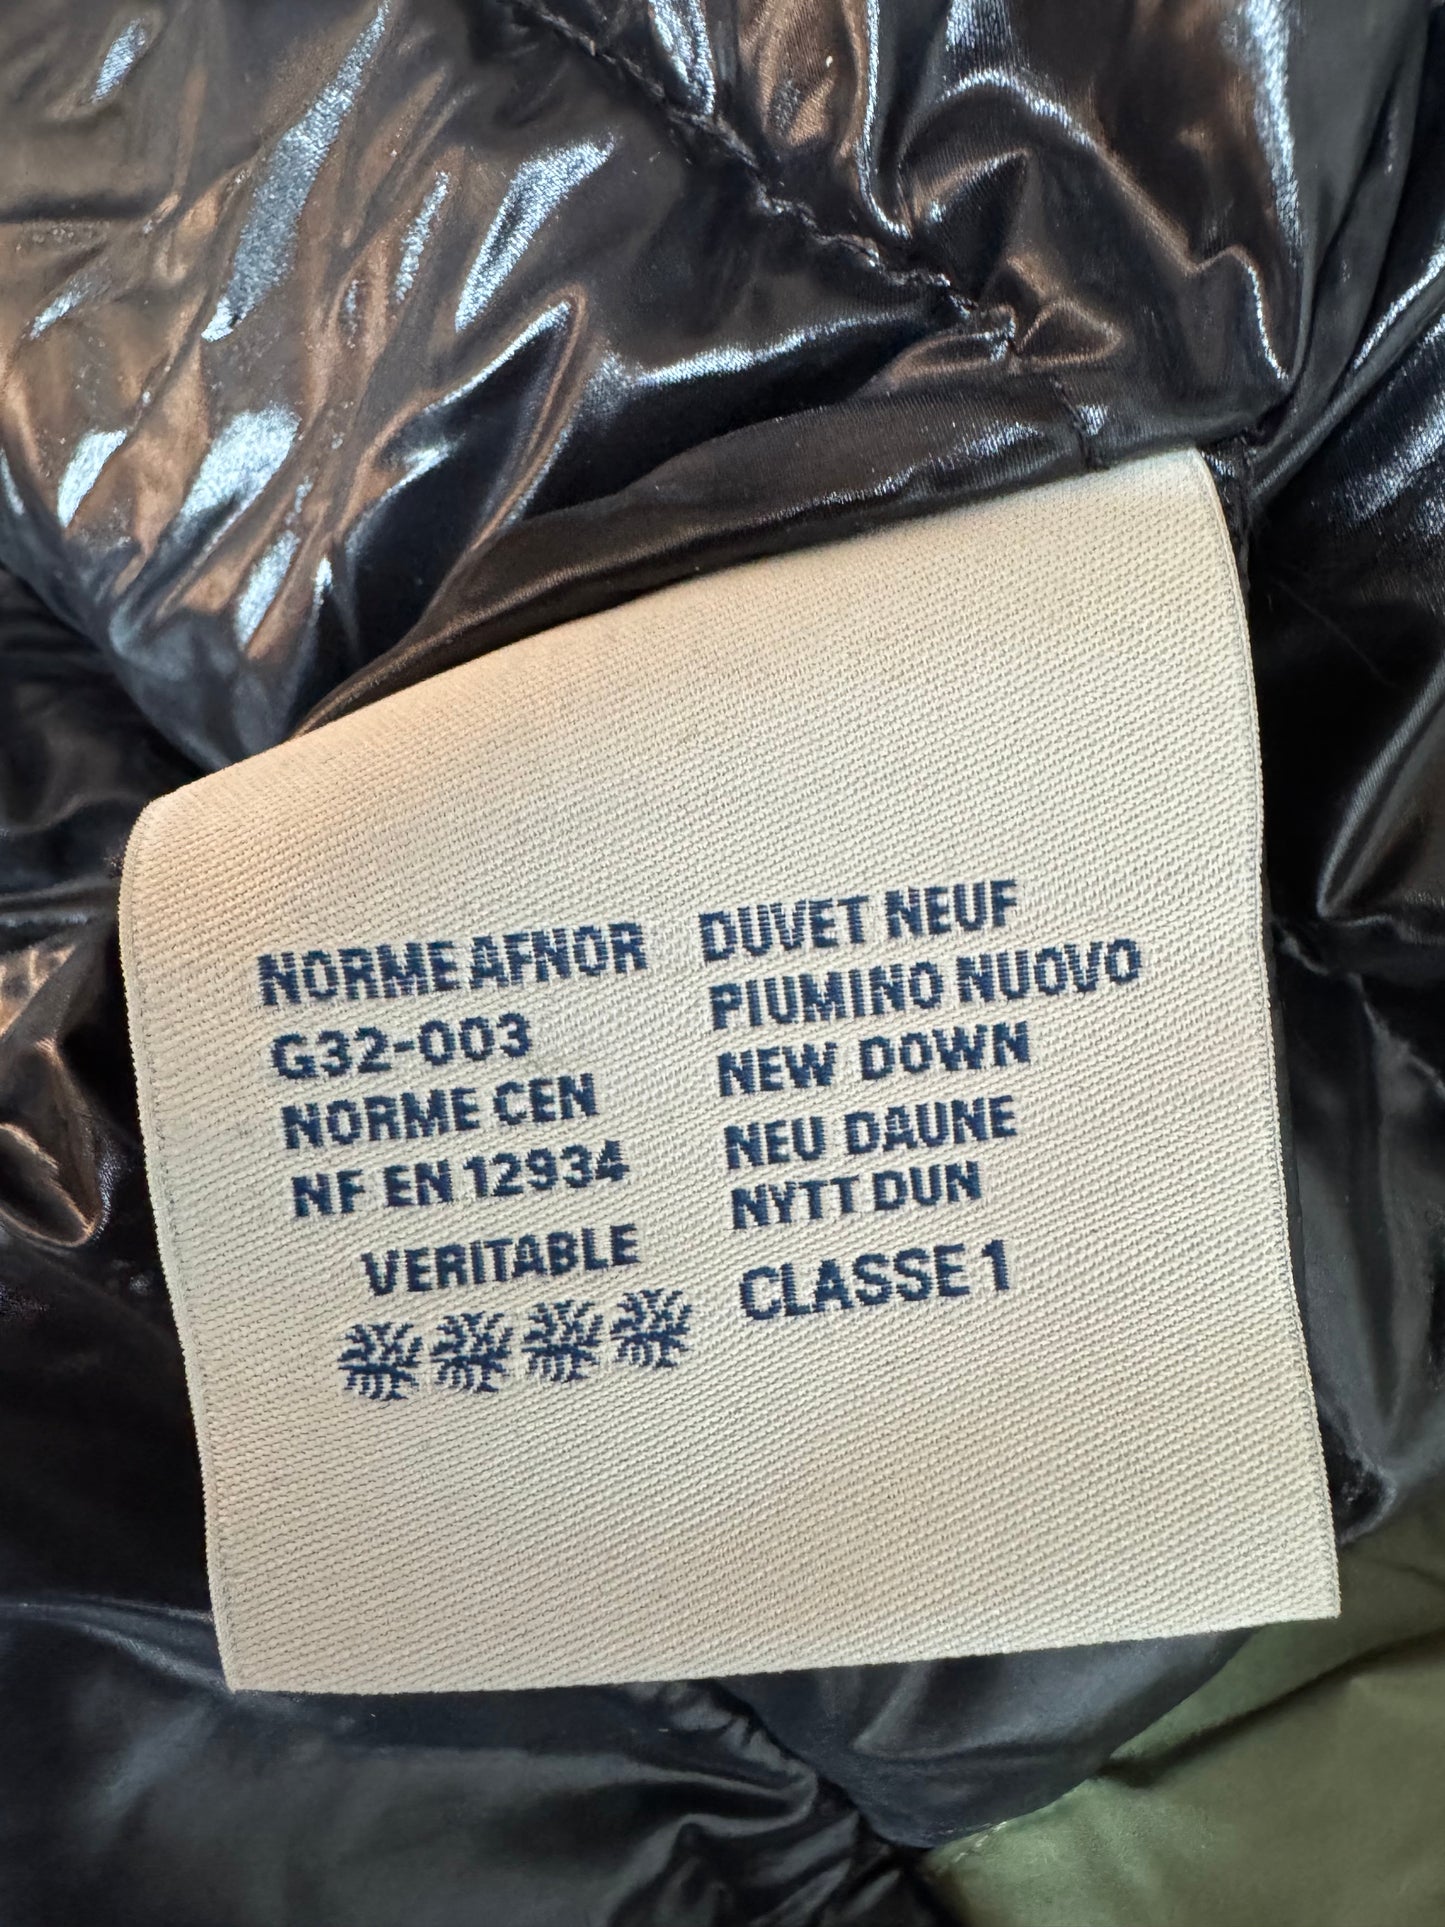 NORME AFNOR
G32-003
NORME CEN
NF EN 12934
VERITABLE
DUVET NEUF
PIUMINO NUOVO
NEW DOWN
NEU DAUNE
NYTT DUN
CLASSE 1